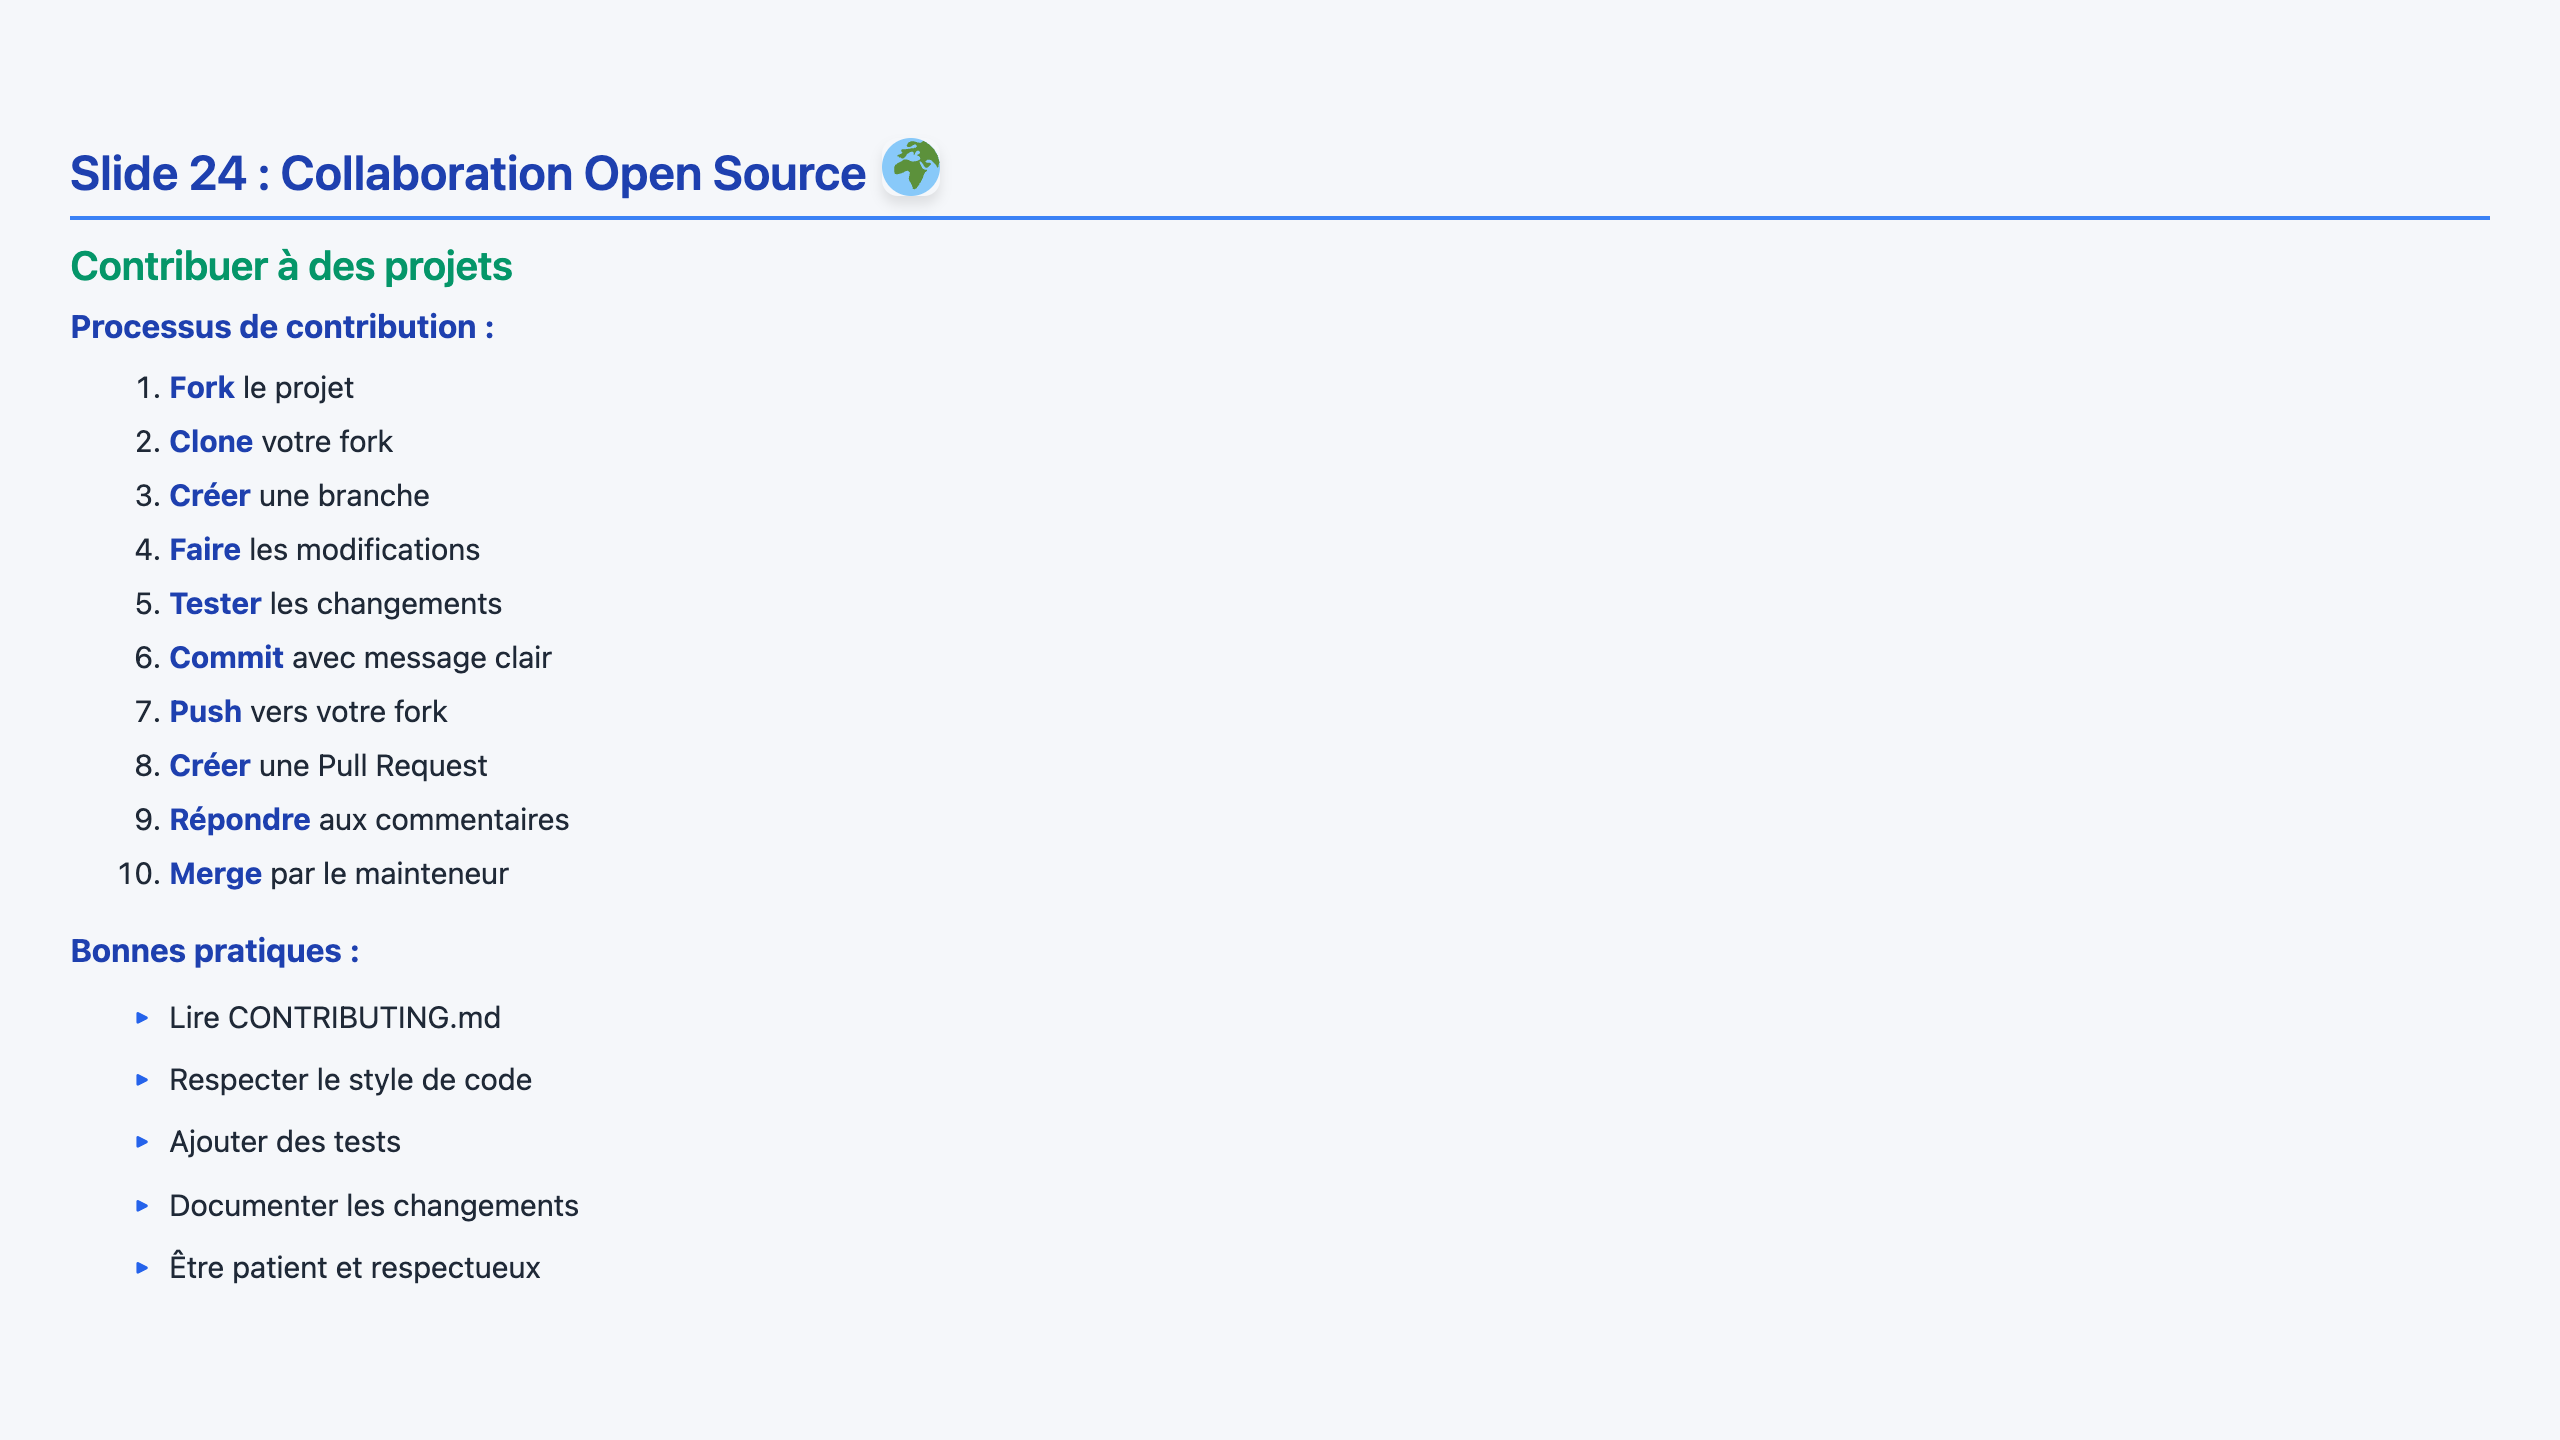 Slide 24 : Collaboration Open Source
Contribuer à des projets
Processus de contribution :
1. Fork le projet
2. Clone votre fork
3. Créer une branche
4. Faire les modifications
5. Tester les changements
6. Commit avec message clair
7. Push vers votre fork
8. Créer une Pull Request
9. Répondre aux commentaires
10. Merge par le mainteneur
Bonnes pratiques :
Lire CONTRIBUTING.md
Respecter le style de code
Ajouter des tests
Documenter les changements
Être patient et respectueux